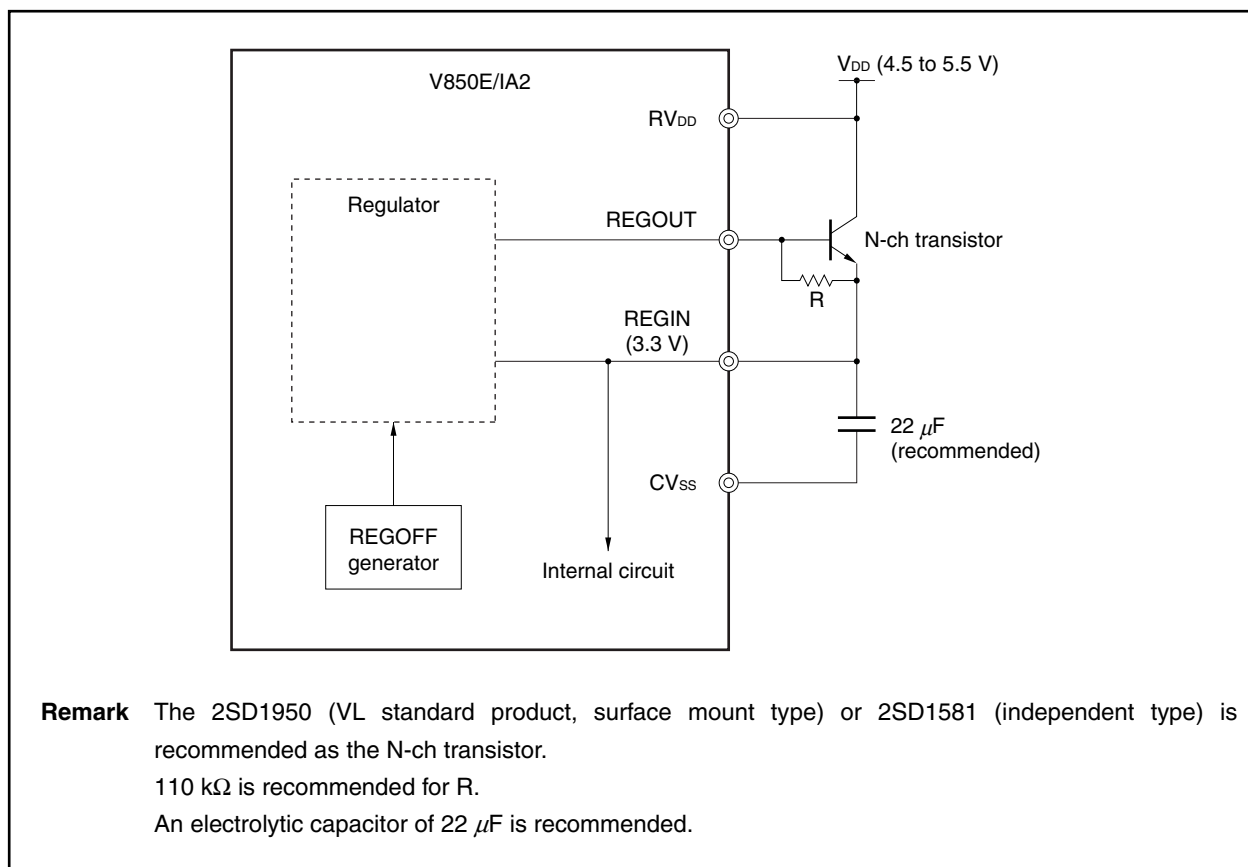 V850E/IA2
VDD (4.5 to 5.5 V)
RVDD
Regulator
REGOUT
N-ch transistor
R
REGIN
(3.3 V)
22 μF
(recommended)
CVSS
REGOFF
generator
Internal circuit
Remark The 2SD1950 (VL standard product, surface mount type) or 2SD1581 (independent type) is
recommended as the N-ch transistor.
110 kΩ is recommended for R.
An electrolytic capacitor of 22 μF is recommended.